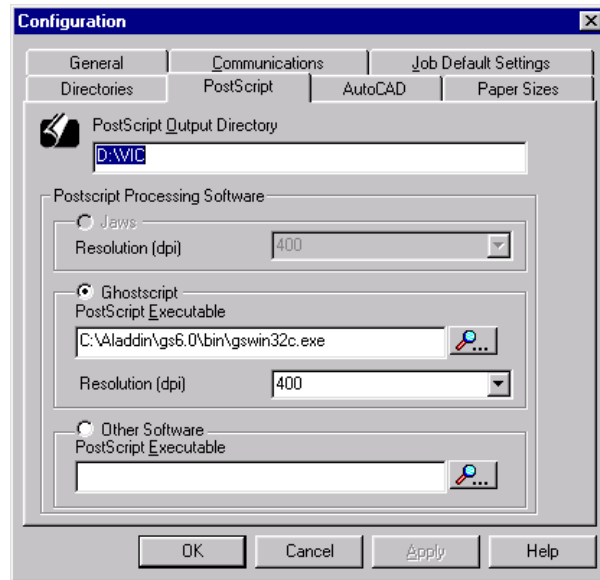 Configuration
General Communications Job Default Settings
Directories PostScript AutoCAD Paper Sizes
PostScript Output Directory
D:\VIC
Postscript Processing Software
Jaws
Resolution (dpi) 400
Ghostscript
PostScript Executable
C:\Aladdin\gs6.0\bin\gswin32c.exe
...
Resolution (dpi) 400
Other Software
PostScript Executable
...
OK Cancel Apply Help